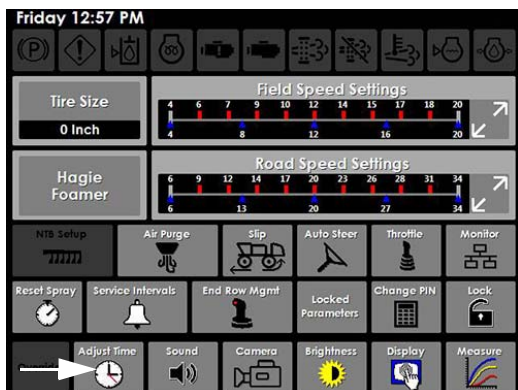 Friday 12:57 PM
Tire Size
0 Inch
Field Speed Settings
4 6 7 9 10 12 14 15 17 18 20
4 8 12 16 20
Hagie
Foamer
Road Speed Settings
6 9 12 14 17 20 23 26 28 31 34
6 13 20 27 34
NTB Setup
Air Purge
Slip
Auto Steer
Throttle
Monitor
Reset Spray
Service Intervals
End Row Mgmt
Locked
Parameters
Change PIN
Lock
Override
Adjust Time
Sound
Camera
Brightness
Display
Measure